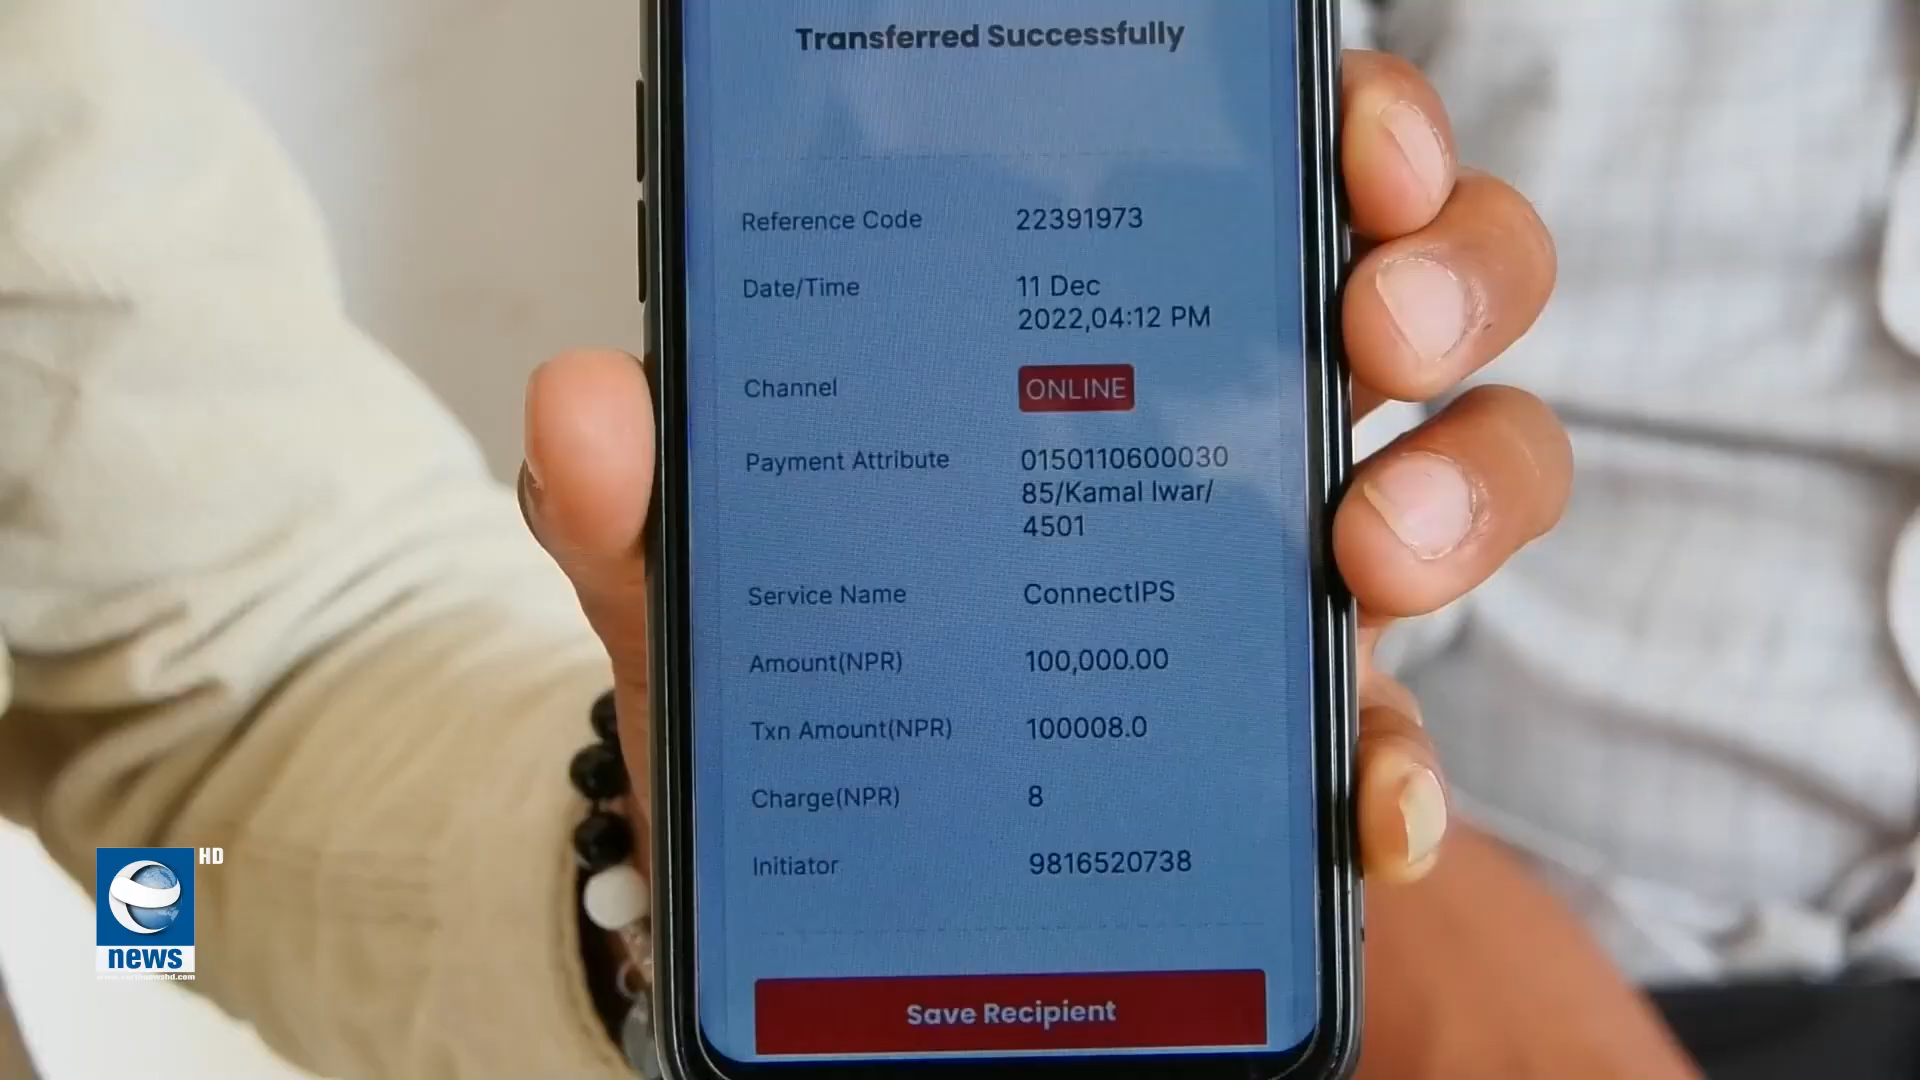 Transferred Successfully
Reference Code 22391973
Date/Time 11 Dec
2022,04:12 PM
Channel ONLINE
Payment Attribute 0150110600030
85/Kamal Iwar/
4501
Service Name ConnectIPS
Amount(NPR) 100,000.00
Txn Amount(NPR) 100008.0
Charge(NPR) 8
Initiator 9816520738
Save Recipient
HD
news